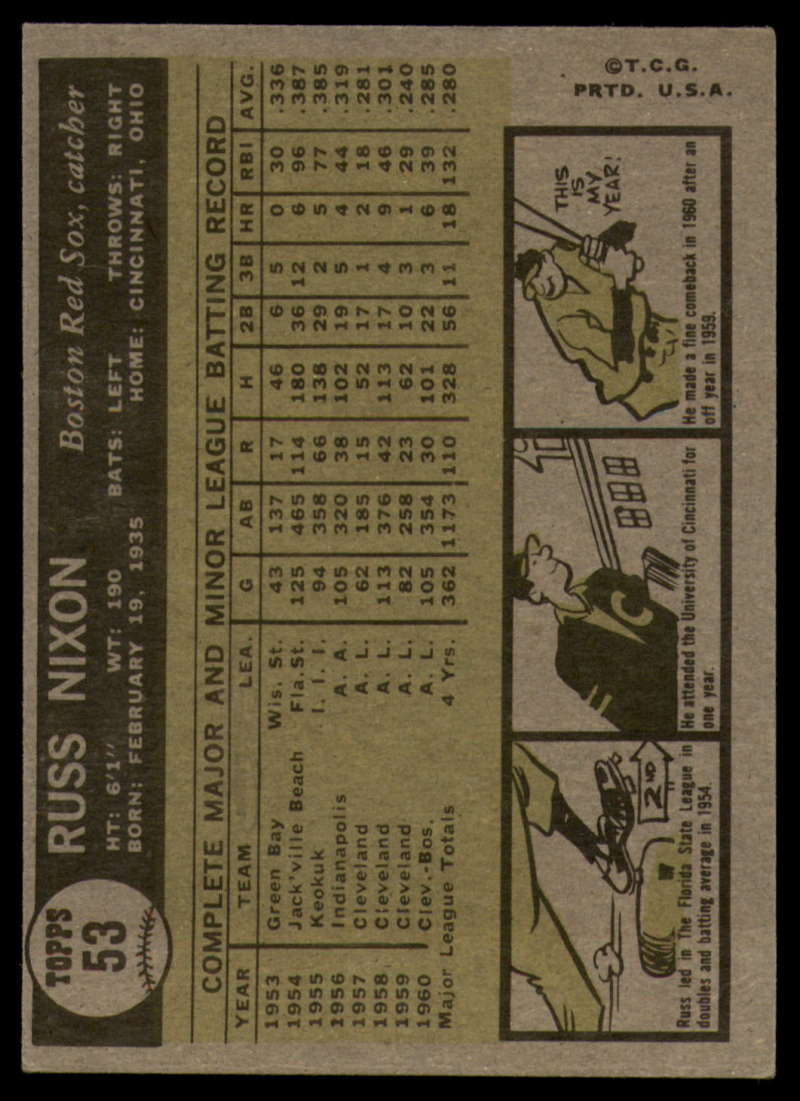 TOPPS
53
RUSS NIXON Boston Red Sox, catcher
HT: 6'1" WT: 190 BATS: LEFT THROWS: RIGHT
BORN: FEBRUARY 19, 1935 HOME: CINCINNATI, OHIO
COMPLETE MAJOR AND MINOR LEAGUE BATTING RECORD
YEAR TEAM LEA. G AB R H 2B 3B HR RBI AVG.
1953 Green Bay Wis. St. 43 137 17 46 6 5 0 30 .336
1954 Jack'ville Beach Fla.St. 125 465 114 180 36 12 6 96 .387
1955 Keokuk I. I. I. 94 358 66 138 29 2 5 77 .385
1956 Indianapolis A. A. 105 320 38 102 19 5 4 44 .319
1957 Cleveland A. L. 62 185 15 52 17 1 2 18 .281
1958 Cleveland A. L. 113 376 42 113 17 4 9 46 .301
1959 Cleveland A. L. 82 258 23 62 10 3 1 29 .240
1960 Clev.-Bos. A. L. 105 354 30 101 22 3 6 39 .285
Major League Totals 4 Yrs. 362 1173 110 328 56 11 18 132 .280
2ND
Russ led in The Florida State League in
doubles and batting average in 1954.
C
He attended the University of Cincinnati for
one year.
THIS
IS
MY
YEAR!
He made a fine comeback in 1960 after an
off year in 1959.
©T.C.G.
PRTD. U.S.A.